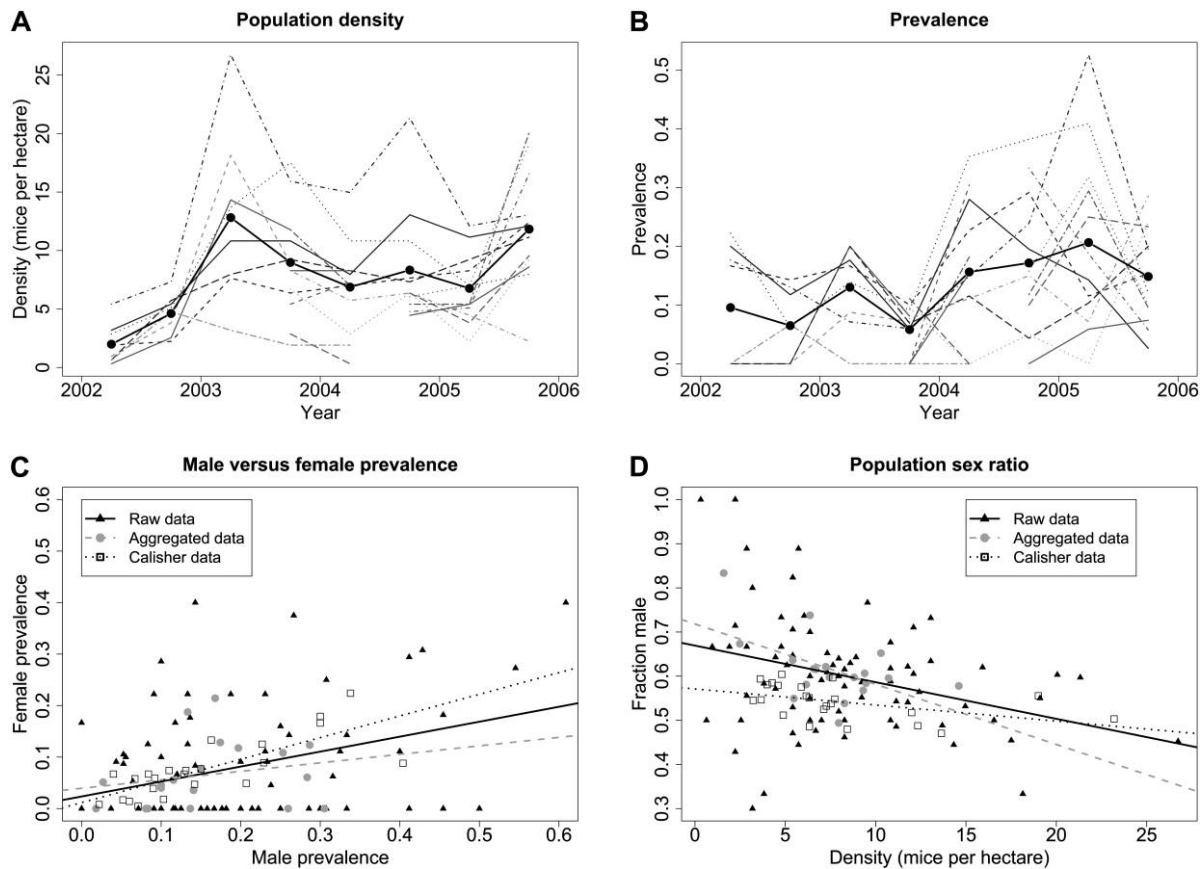 A
Population density
Density (mice per hectare)
25
20
15
10
5
0
2002 2003 2004 2005 2006
Year
B
Prevalence
Prevalence
0.5
0.4
0.3
0.2
0.1
0.0
2002 2003 2004 2005 2006
Year
C
Male versus female prevalence
Female prevalence
0.6
0.5
0.4
0.3
0.2
0.1
0.0
Raw data
Aggregated data
Calisher data
0.0 0.1 0.2 0.3 0.4 0.5 0.6
Male prevalence
D
Population sex ratio
Fraction male
1.0
0.9
0.8
0.7
0.6
0.5
0.4
0.3
Raw data
Aggregated data
Calisher data
0 5 10 15 20 25
Density (mice per hectare)